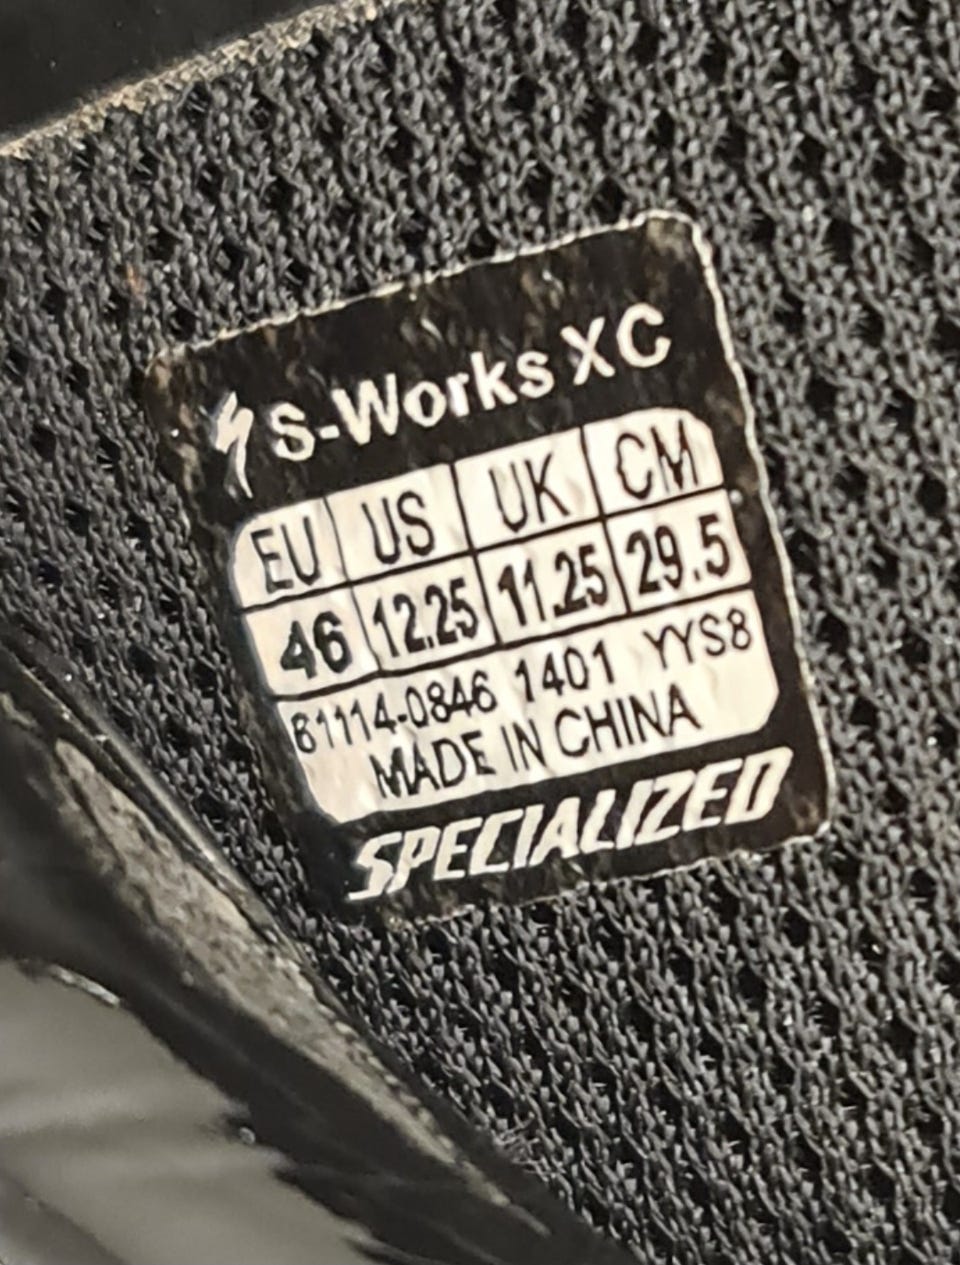 S-Works XC
EU US UK CM
46 12.25 11.25 29.5
61114-0846 1401 YYS8
MADE IN CHINA
SPECIALIZED